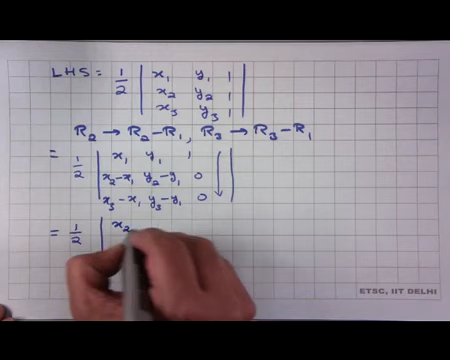 LHS = 1/2 | x₁ y₁ 1 |
| x₂ y₂ 1 |
| x₃ y₃ 1 |
R₂ → R₂ − R₁, R₃ → R₃ − R₁
= 1/2 | x₁ y₁ 1 |
| x₂ − x₁ y₂ − y₁ 0 |
| x₃ − x₁ y₃ − y₁ 0 |
= 1/2 | x₂
ETSC, IIT DELHI